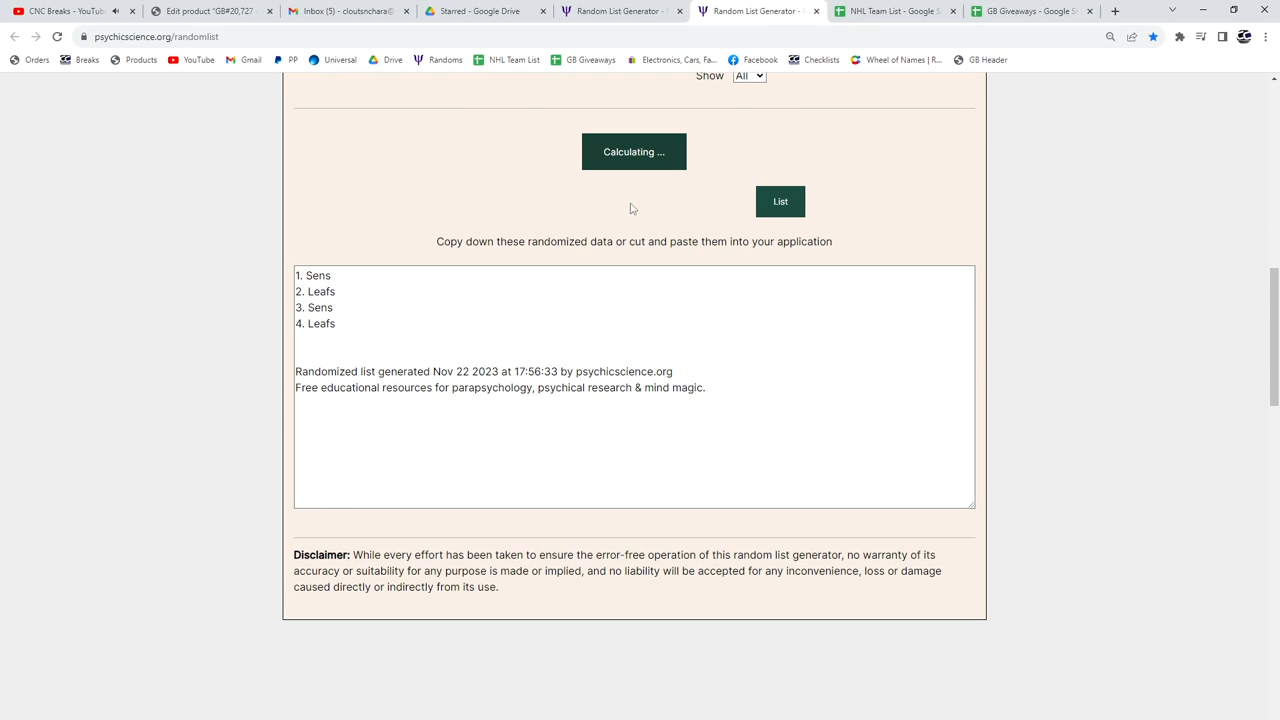 CNC Breaks - YouTube
Edit product "GB#20,727 -
Inbox (5) - cloutsnchara@
Starred - Google Drive
Random List Generator -
Random List Generator -
NHL Team List - Google S
GB Giveaways - Google S
psychicscience.org/randomlist
Orders
Breaks
Products
YouTube
Gmail
PP
Universal
Drive
Randoms
NHL Team List
GB Giveaways
Electronics, Cars, Fa...
Facebook
Checklists
Wheel of Names | R...
GB Header
Show All
Calculating ...
List
Copy down these randomized data or cut and paste them into your application
1. Sens
2. Leafs
3. Sens
4. Leafs
Randomized list generated Nov 22 2023 at 17:56:33 by psychicscience.org
Free educational resources for parapsychology, psychical research & mind magic.
Disclaimer: While every effort has been taken to ensure the error-free operation of this random list generator, no warranty of its
accuracy or suitability for any purpose is made or implied, and no liability will be accepted for any inconvenience, loss or damage
caused directly or indirectly from its use.